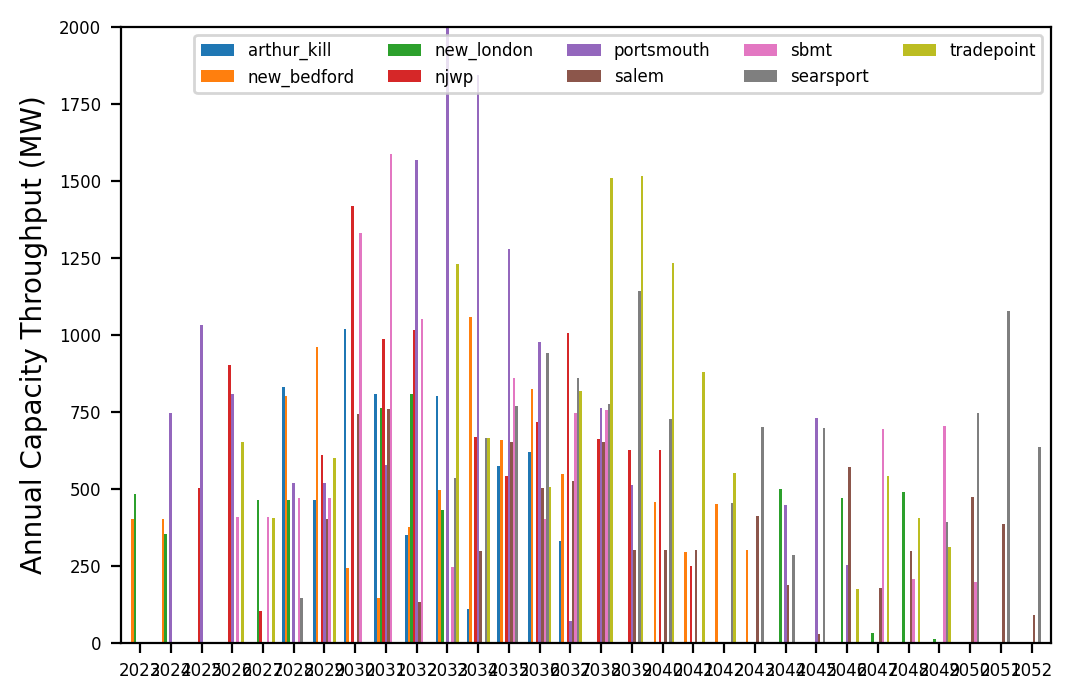 Annual Capacity Throughput (MW)
2000
1750
1500
1250
1000
750
500
250
0
arthur_kill new_london portsmouth sbmt tradepoint
new_bedford njwp salem searsport
2023 2024 2025 2026 2027 2028 2029 2030 2031 2032 2033 2034 2035 2036 2037 2038 2039 2040 2041 2042 2043 2044 2045 2046 2047 2048 2049 2050 2051 2052